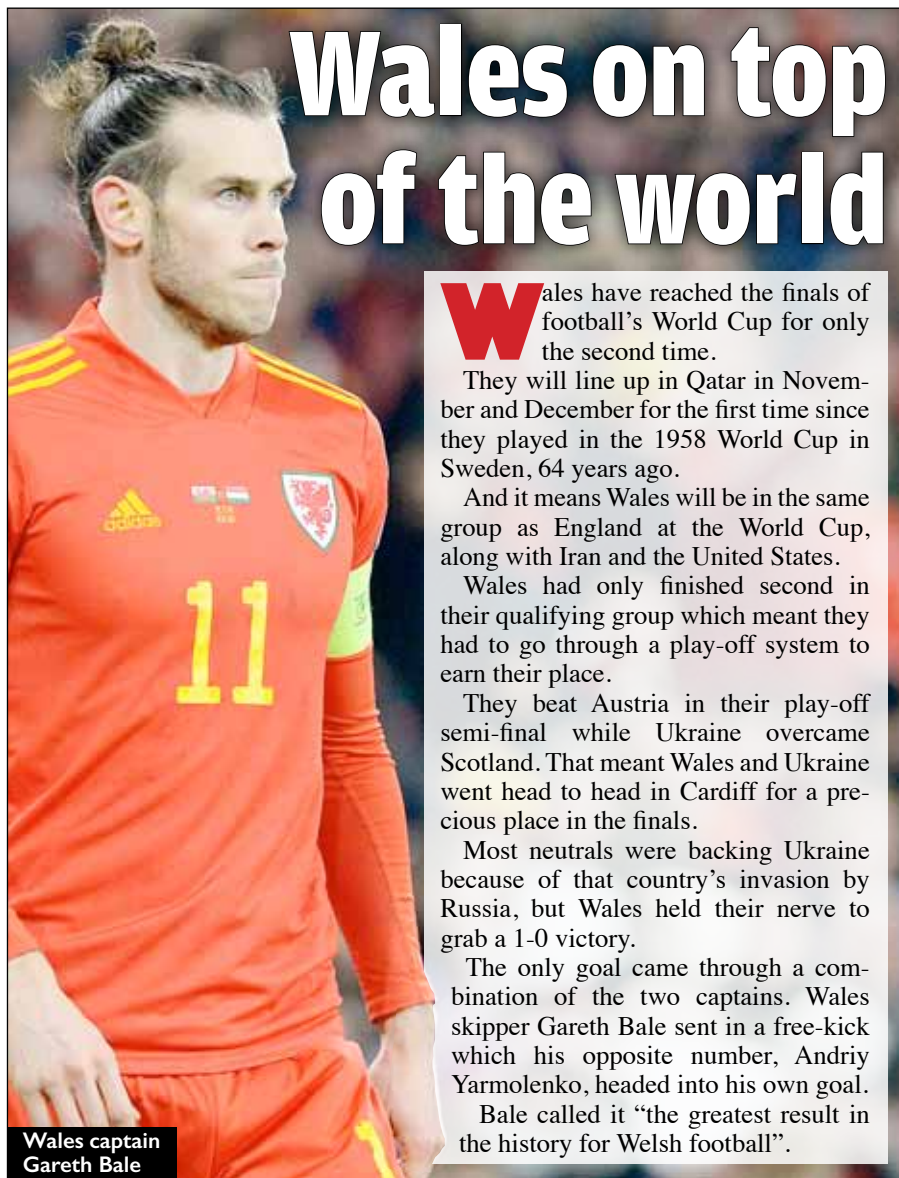 Wales on top
of the world
Wales have reached the finals of
football's World Cup for only
the second time.
They will line up in Qatar in Novem-
ber and December for the first time since
they played in the 1958 World Cup in
Sweden, 64 years ago.
And it means Wales will be in the same
group as England at the World Cup,
along with Iran and the United States.
Wales had only finished second in
their qualifying group which meant they
had to go through a play-off system to
earn their place.
They beat Austria in their play-off
semi-final while Ukraine overcame
Scotland. That meant Wales and Ukraine
went head to head in Cardiff for a pre-
cious place in the finals.
Most neutrals were backing Ukraine
because of that country's invasion by
Russia, but Wales held their nerve to
grab a 1-0 victory.
The only goal came through a com-
bination of the two captains. Wales
skipper Gareth Bale sent in a free-kick
which his opposite number, Andriy
Yarmolenko, headed into his own goal.
Bale called it “the greatest result in
the history for Welsh football”.
adidas
11
1
Wales captain
Gareth Bale